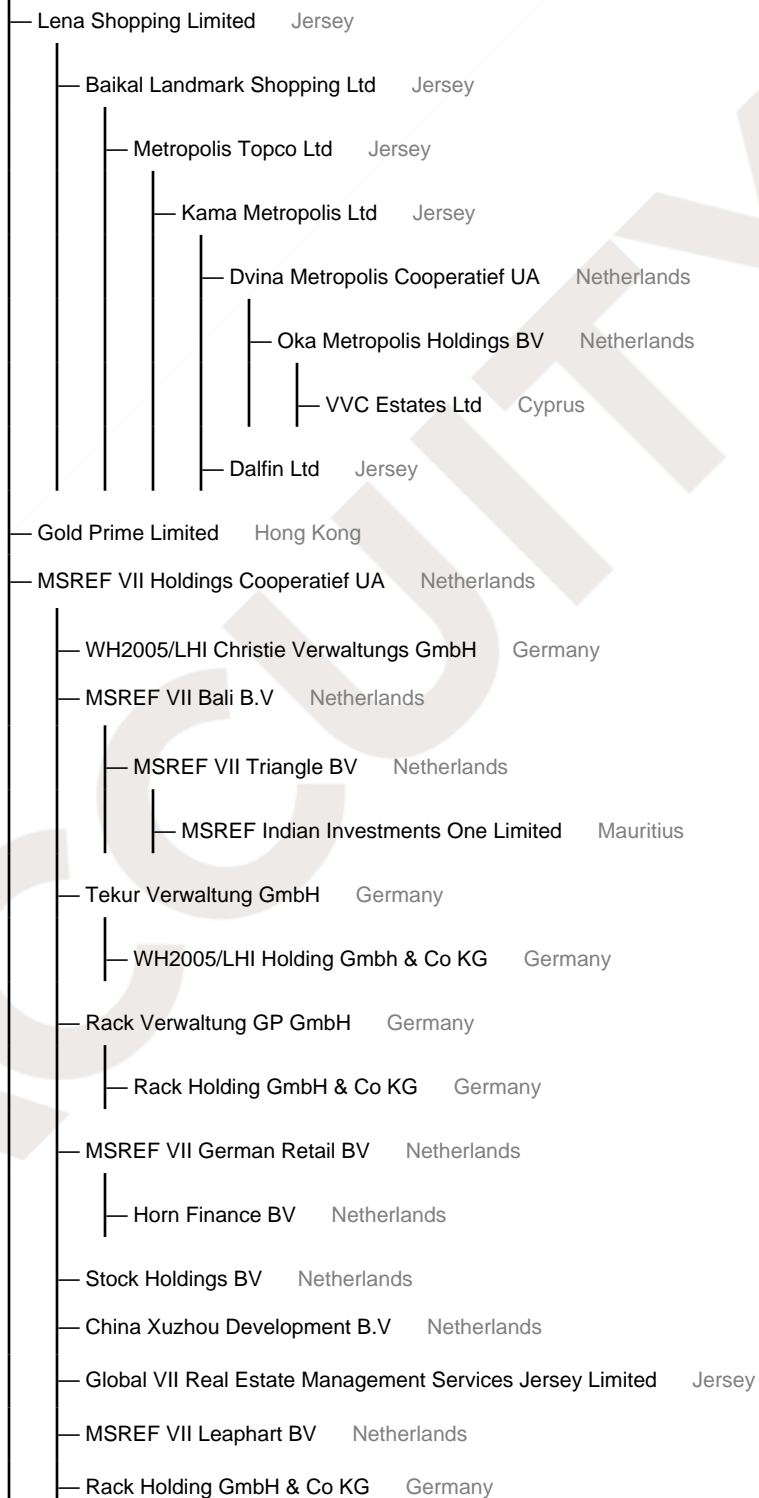 Lena Shopping Limited Jersey
Baikal Landmark Shopping Ltd Jersey
Metropolis Topco Ltd Jersey
Kama Metropolis Ltd Jersey
Dvina Metropolis Cooperatief UA Netherlands
Oka Metropolis Holdings BV Netherlands
VVC Estates Ltd Cyprus
Dalfin Ltd Jersey
Gold Prime Limited Hong Kong
MSREF VII Holdings Cooperatief UA Netherlands
WH2005/LHI Christie Verwaltungs GmbH Germany
MSREF VII Bali B.V Netherlands
MSREF VII Triangle BV Netherlands
MSREF Indian Investments One Limited Mauritius
Tekur Verwaltung GmbH Germany
WH2005/LHI Holding Gmbh & Co KG Germany
Rack Verwaltung GP GmbH Germany
Rack Holding GmbH & Co KG Germany
MSREF VII German Retail BV Netherlands
Horn Finance BV Netherlands
Stock Holdings BV Netherlands
China Xuzhou Development B.V Netherlands
Global VII Real Estate Management Services Jersey Limited Jersey
MSREF VII Leaphart BV Netherlands
Rack Holding GmbH & Co KG Germany
ACCUITY